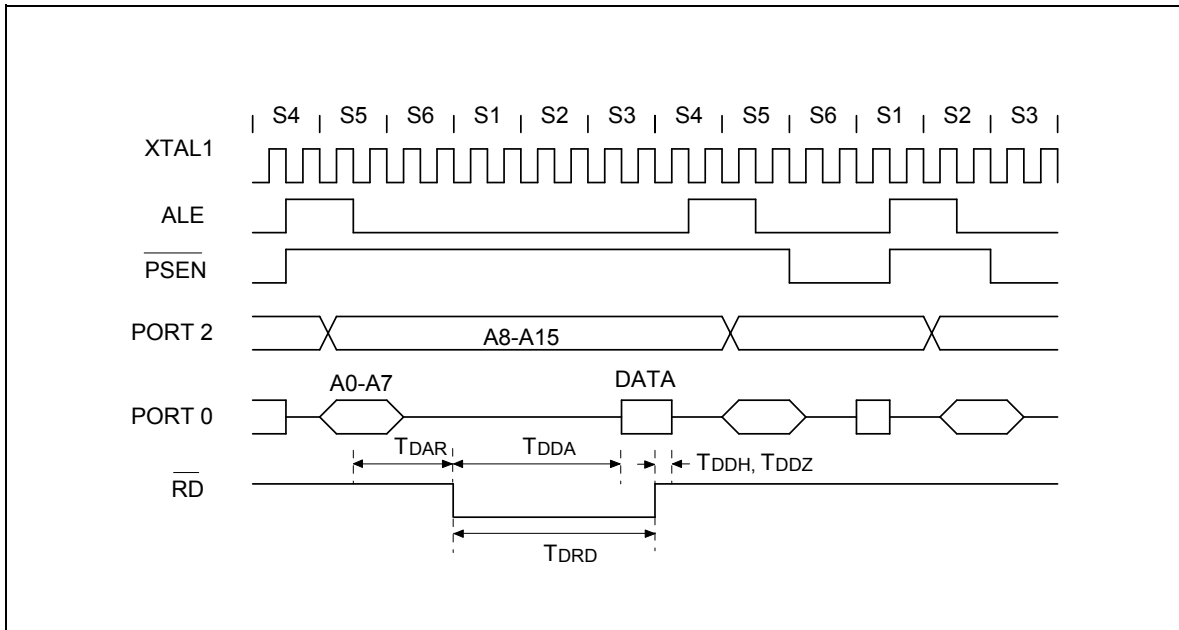 S4 S5 S6 S1 S2 S3 S4 S5 S6 S1 S2 S3
XTAL1
ALE
PSEN
PORT 2
A8-A15
A0-A7
DATA
PORT 0
TDAR
TDDA
TDDH, TDDZ
RD
TDRD